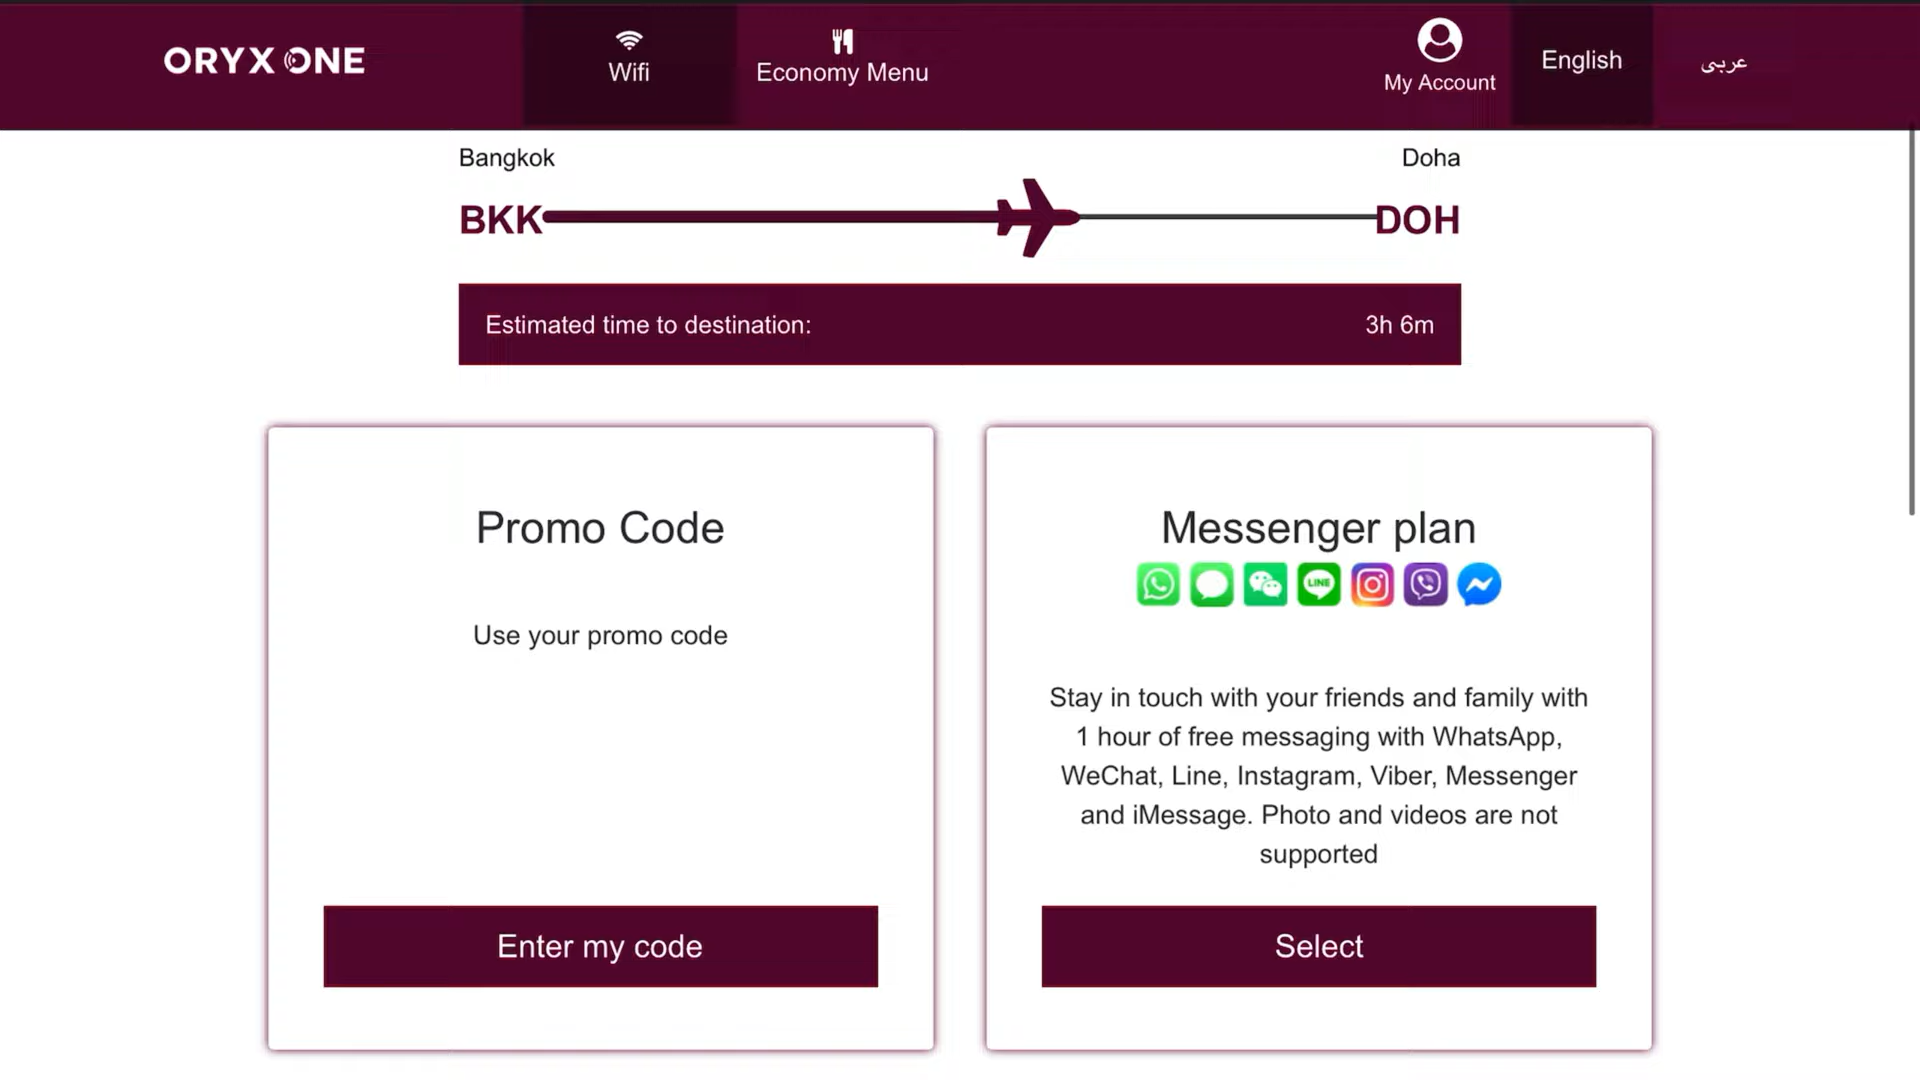 ORYX ONE
Wifi
Economy Menu
My Account
English
عربى
Bangkok
Doha
BKK
DOH
Estimated time to destination:
3h 6m
Promo Code
Use your promo code
Enter my code
Messenger plan
LINE
Stay in touch with your friends and family with
1 hour of free messaging with WhatsApp,
WeChat, Line, Instagram, Viber, Messenger
and iMessage. Photo and videos are not
supported
Select